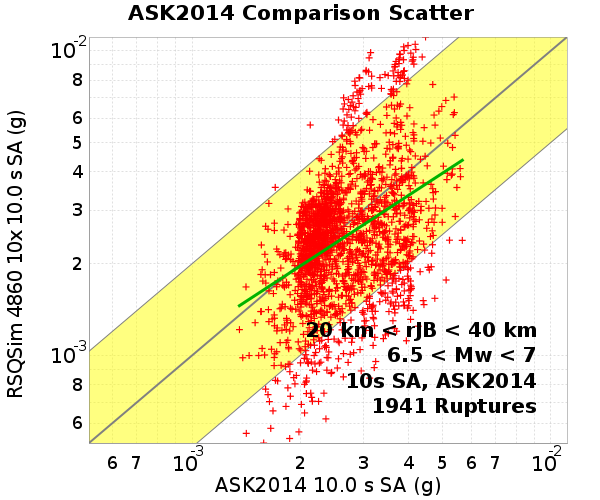 ASK2014 Comparison Scatter
RSQSim 4860 10x 10.0 s SA (g)
10-2
8
6
5
4
3
2
10-3
8
6
20 km < rJB < 40 km
6.5 < Mw < 7
10s SA, ASK2014
1941 Ruptures
6 7 10-3 2 3 4 5 6 7 10-2
ASK2014 10.0 s SA (g)